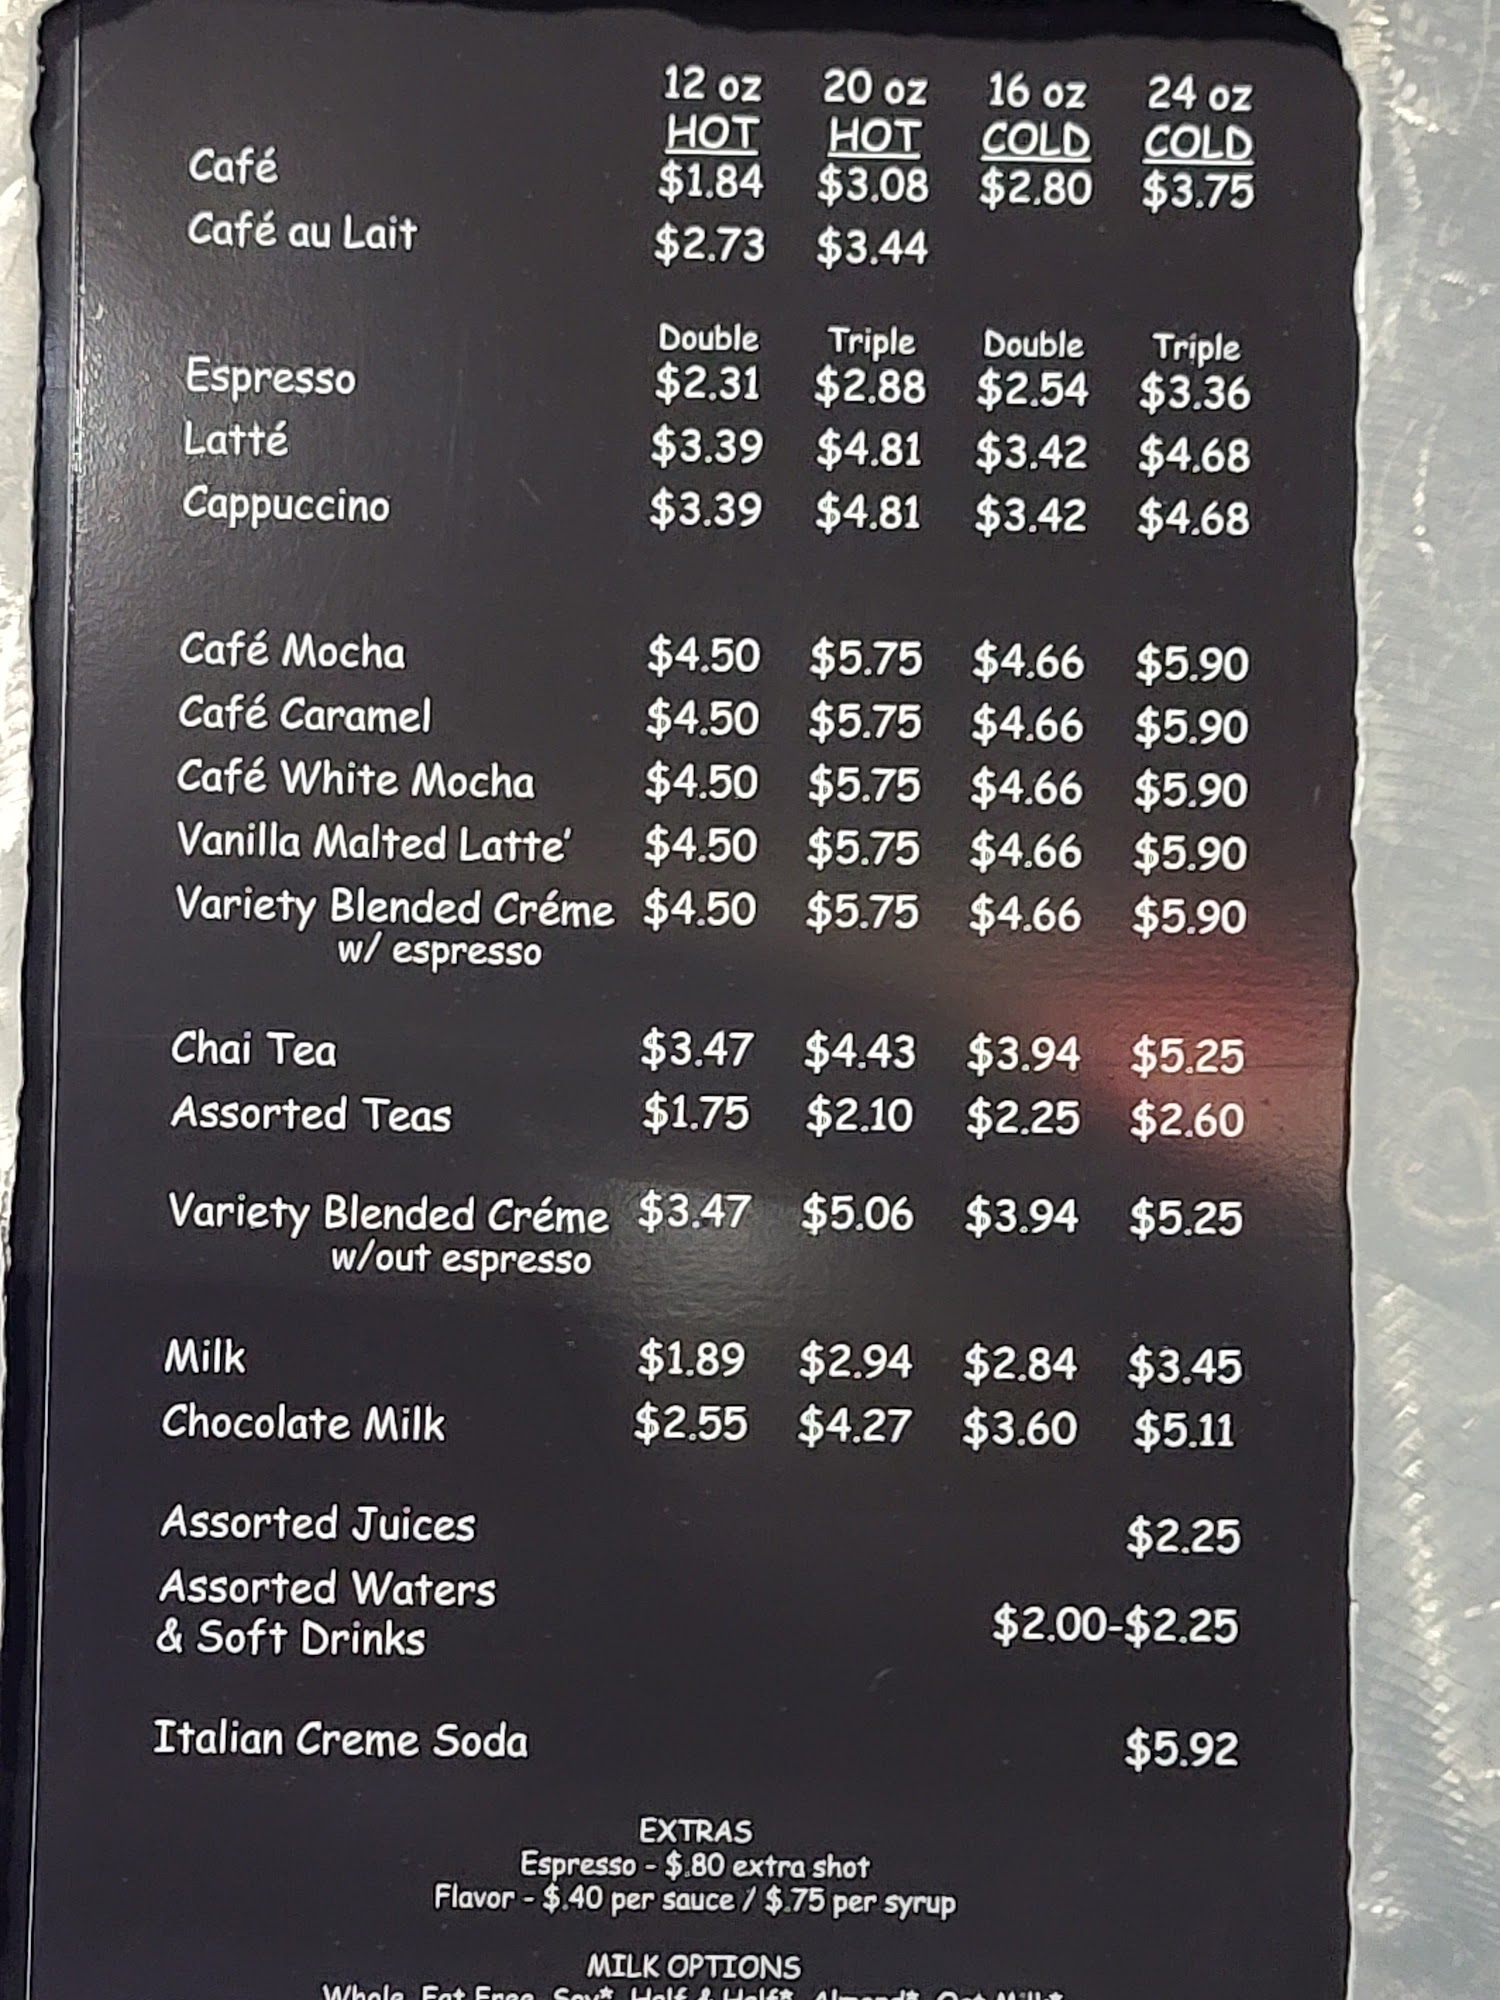 12 oz 20 oz 16 oz 24 oz
HOT HOT COLD COLD
Café $1.84 $3.08 $2.80 $3.75
Café au Lait $2.73 $3.44
Double Triple Double Triple
Espresso $2.31 $2.88 $2.54 $3.36
Latté $3.39 $4.81 $3.42 $4.68
Cappuccino $3.39 $4.81 $3.42 $4.68
Café Mocha $4.50 $5.75 $4.66 $5.90
Café Caramel $4.50 $5.75 $4.66 $5.90
Café White Mocha $4.50 $5.75 $4.66 $5.90
Vanilla Malted Latte' $4.50 $5.75 $4.66 $5.90
Variety Blended Créme $4.50 $5.75 $4.66 $5.90
w/ espresso
Chai Tea $3.47 $4.43 $3.94 $5.25
Assorted Teas $1.75 $2.10 $2.25 $2.60
Variety Blended Créme $3.47 $5.06 $3.94 $5.25
w/out espresso
Milk $1.89 $2.94 $2.84 $3.45
Chocolate Milk $2.55 $4.27 $3.60 $5.11
Assorted Juices $2.25
Assorted Waters
& Soft Drinks $2.00-$2.25
Italian Creme Soda $5.92
EXTRAS
Espresso - $.80 extra shot
Flavor - $.40 per sauce / $.75 per syrup
MILK OPTIONS
Whole, Fat Free, Soy*, Half & Half*, Almond*, Oat Milk*